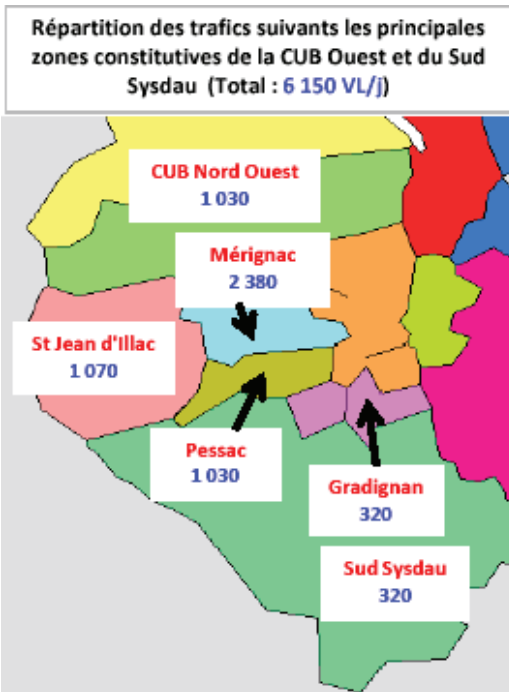 Répartition des trafics suivants les principales
zones constitutives de la CUB Ouest et du Sud
Sysdau (Total : 6 150 VL/j)
CUB Nord Ouest
1 030
Mérignac
2 380
St Jean d'Illac
1 070
Pessac
1 030
Gradignan
320
Sud Sysdau
320